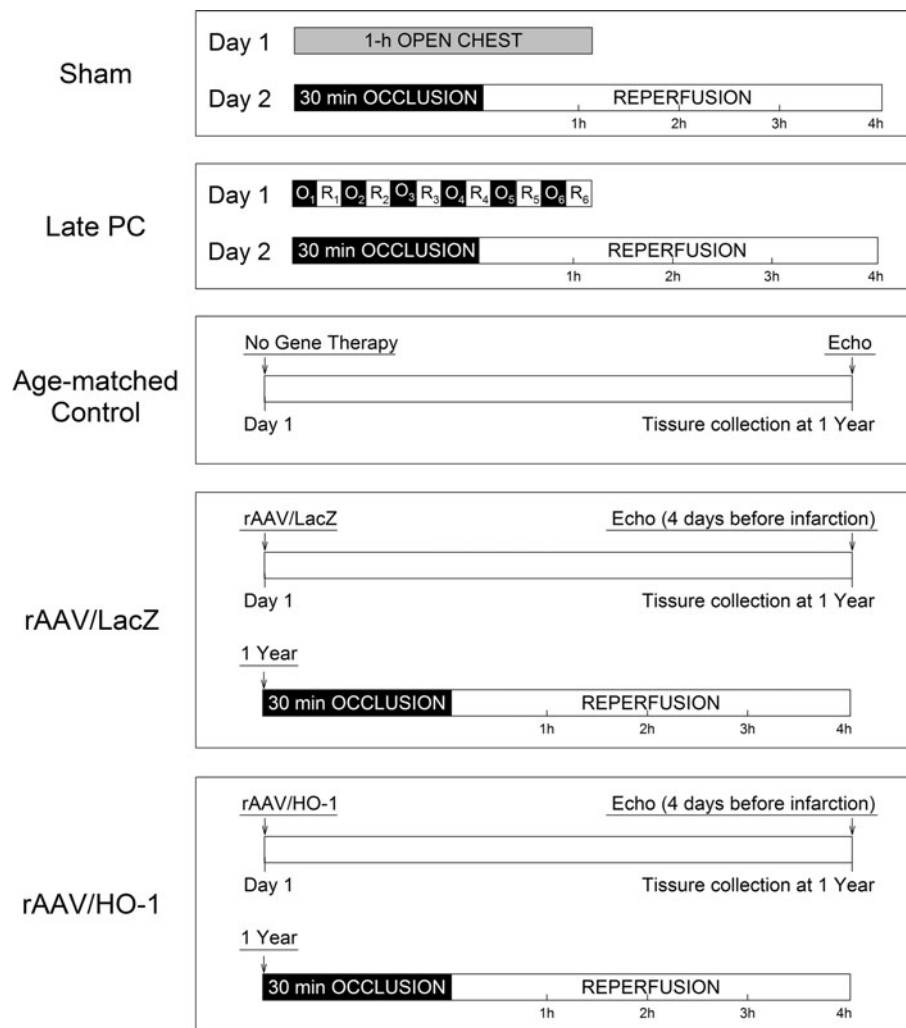 Sham
Day 1
1-h OPEN CHEST
Day 2
30 min OCCLUSION
REPERFUSION
1h 2h 3h 4h
Late PC
Day 1
O1 R1 O2 R2 O3 R3 O4 R4 O5 R5 O6 R6
Day 2
30 min OCCLUSION
REPERFUSION
1h 2h 3h 4h
Age-matched
Control
No Gene Therapy
Echo
Day 1
Tissure collection at 1 Year
rAAV/LacZ
rAAV/LacZ
Echo (4 days before infarction)
Day 1
Tissure collection at 1 Year
1 Year
30 min OCCLUSION
REPERFUSION
1h 2h 3h 4h
rAAV/HO-1
rAAV/HO-1
Echo (4 days before infarction)
Day 1
Tissure collection at 1 Year
1 Year
30 min OCCLUSION
REPERFUSION
1h 2h 3h 4h